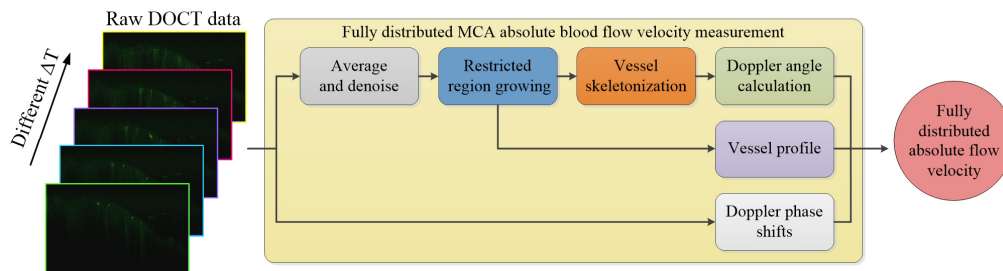 Raw DOCT data
Different ΔT
Fully distributed MCA absolute blood flow velocity measurement
Average
and denoise
Restricted
region growing
Vessel
skeletonization
Doppler angle
calculation
Vessel profile
Doppler phase
shifts
Fully
distributed
absolute flow
velocity